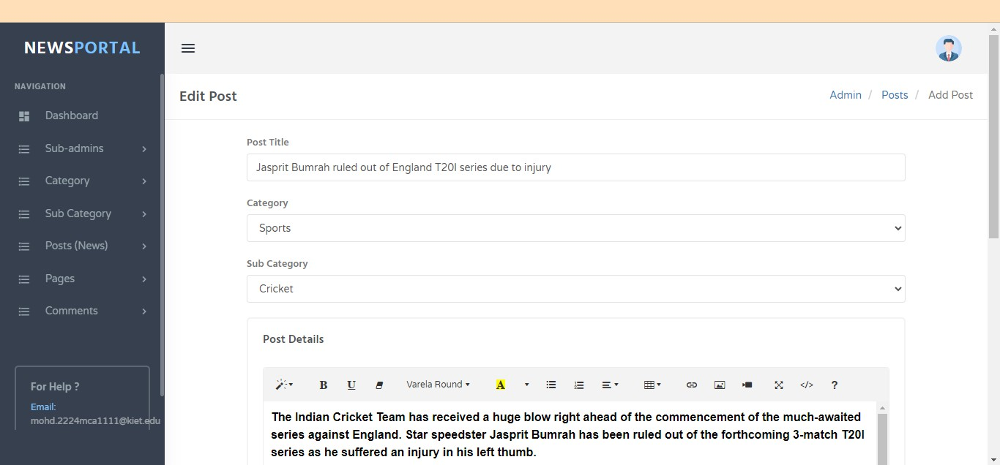 NEWSPORTAL
NAVIGATION
Dashboard
Sub-admins
Category
Sub Category
Posts (News)
Pages
Comments
For Help ?
Email:
mohd.2224mca1111@kiet.edu
Edit Post
Admin / Posts / Add Post
Post Title
Jasprit Bumrah ruled out of England T20I series due to injury
Category
Sports
Sub Category
Cricket
Post Details
B U Varela Round A </> ?
The Indian Cricket Team has received a huge blow right ahead of the commencement of the much-awaited
series against England. Star speedster Jasprit Bumrah has been ruled out of the forthcoming 3-match T20I
series as he suffered an injury in his left thumb.